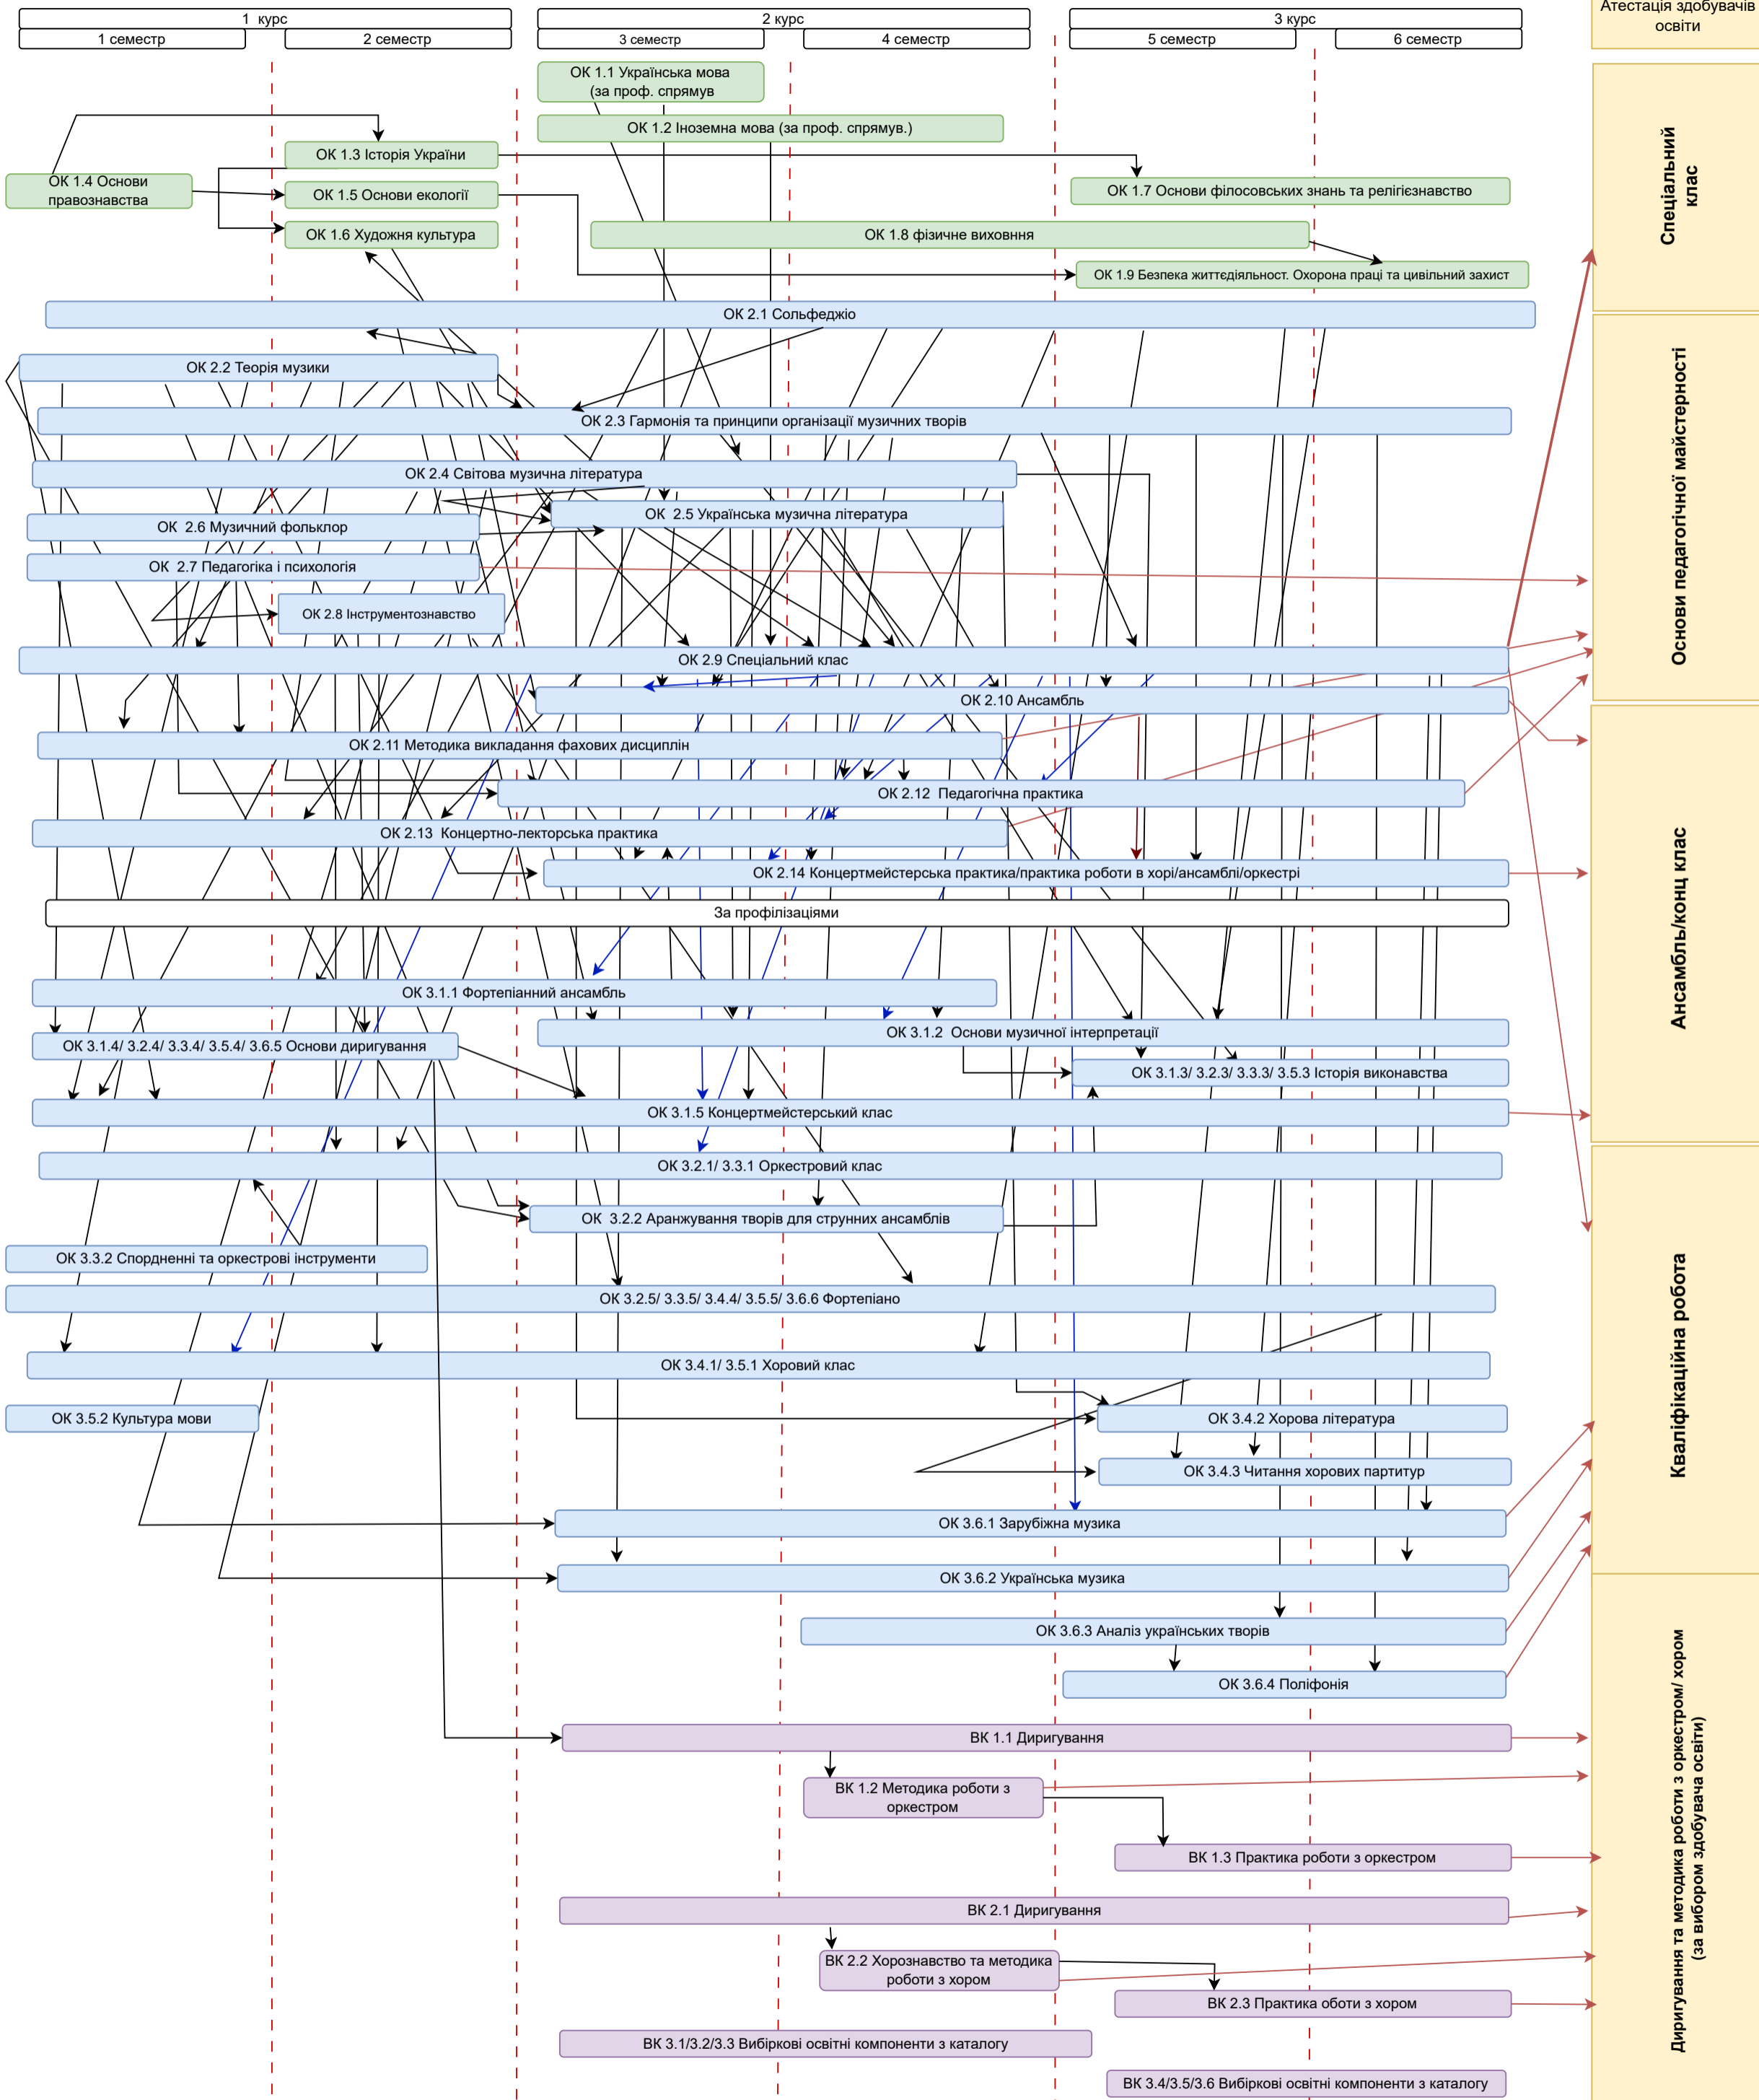 Атестація здобувачів
освіти
1 курс
2 курс
3 курс
1 семестр
2 семестр
3 семестр
4 семестр
5 семестр
6 семестр
ОК 1.1 Українська мова
(за проф. спрямув
ОК 1.2 Іноземна мова (за проф. спрямув.)
ОК 1.3 Історія України
ОК 1.4 Основи
правознавства
ОК 1.5 Основи екології
ОК 1.7 Основи філосовських знань та релігієзнавство
ОК 1.6 Художня культура
ОК 1.8 фізичне виховння
ОК 1.9 Безпека життєдіяльност. Охорона праці та цивільний захист
Спеціальний
клас
ОК 2.1 Сольфеджіо
ОК 2.2 Теорія музики
ОК 2.3 Гармонія та принципи організації музичних творів
ОК 2.4 Світова музична література
ОК 2.5 Українська музична література
ОК 2.6 Музичний фольклор
ОК 2.7 Педагогіка і психологія
ОК 2.8 Інструментознавство
ОК 2.9 Спеціальний клас
Основи педагогічної майстерності
ОК 2.10 Ансамбль
ОК 2.11 Методика викладання фахових дисциплін
ОК 2.12 Педагогічна практика
ОК 2.13 Концертно-лекторська практика
ОК 2.14 Концертмейстерська практика/практика роботи в хорі/ансамблі/оркестрі
За профілізаціями
Ансамбль/конц клас
ОК 3.1.1 Фортепіанний ансамбль
ОК 3.1.2 Основи музичної інтерпретації
ОК 3.1.4/ 3.2.4/ 3.3.4/ 3.5.4/ 3.6.5 Основи диригування
ОК 3.1.3/ 3.2.3/ 3.3.3/ 3.5.3 Історія виконавства
ОК 3.1.5 Концертмейстерський клас
ОК 3.2.1/ 3.3.1 Оркестровий клас
ОК 3.2.2 Аранжування творів для струнних ансамблів
ОК 3.3.2 Спордненні та оркестрові інструменти
ОК 3.2.5/ 3.3.5/ 3.4.4/ 3.5.5/ 3.6.6 Фортепіано
ОК 3.4.1/ 3.5.1 Хоровий клас
Кваліфікаційна робота
ОК 3.5.2 Культура мови
ОК 3.4.2 Хорова література
ОК 3.4.3 Читання хорових партитур
ОК 3.6.1 Зарубіжна музика
ОК 3.6.2 Українська музика
ОК 3.6.3 Аналіз українських творів
ОК 3.6.4 Поліфонія
ВК 1.1 Диригування
ВК 1.2 Методика роботи з
оркестром
ВК 1.3 Практика роботи з оркестром
Диригування та методика роботи з оркестром/ хором
(за вибором здобувача освіти)
ВК 2.1 Диригування
ВК 2.2 Хорознавство та методика
роботи з хором
ВК 2.3 Практика оботи з хором
ВК 3.1/3.2/3.3 Вибіркові освітні компоненти з каталогу
ВК 3.4/3.5/3.6 Вибіркові освітні компоненти з каталогу